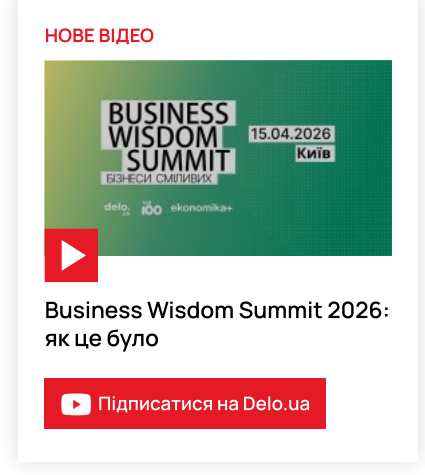 НОВЕ ВІДЕО
BUSINESS
WISDOM
SUMMIT
БІЗНЕСИ СМІЛИВИХ
15.04.2026
Київ
delo.
100
ekonomika+
Business Wisdom Summit 2026:
як це було
Підписатися на Delo.ua